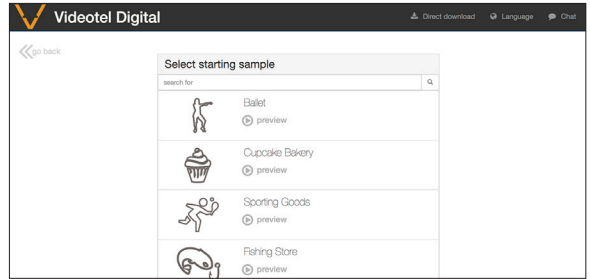 Videotel Digital
Direct download Language Chat
go back
Select starting sample
search for
Ballet
preview
Cupcake Bakery
preview
Sporting Goods
preview
Fishing Store
preview